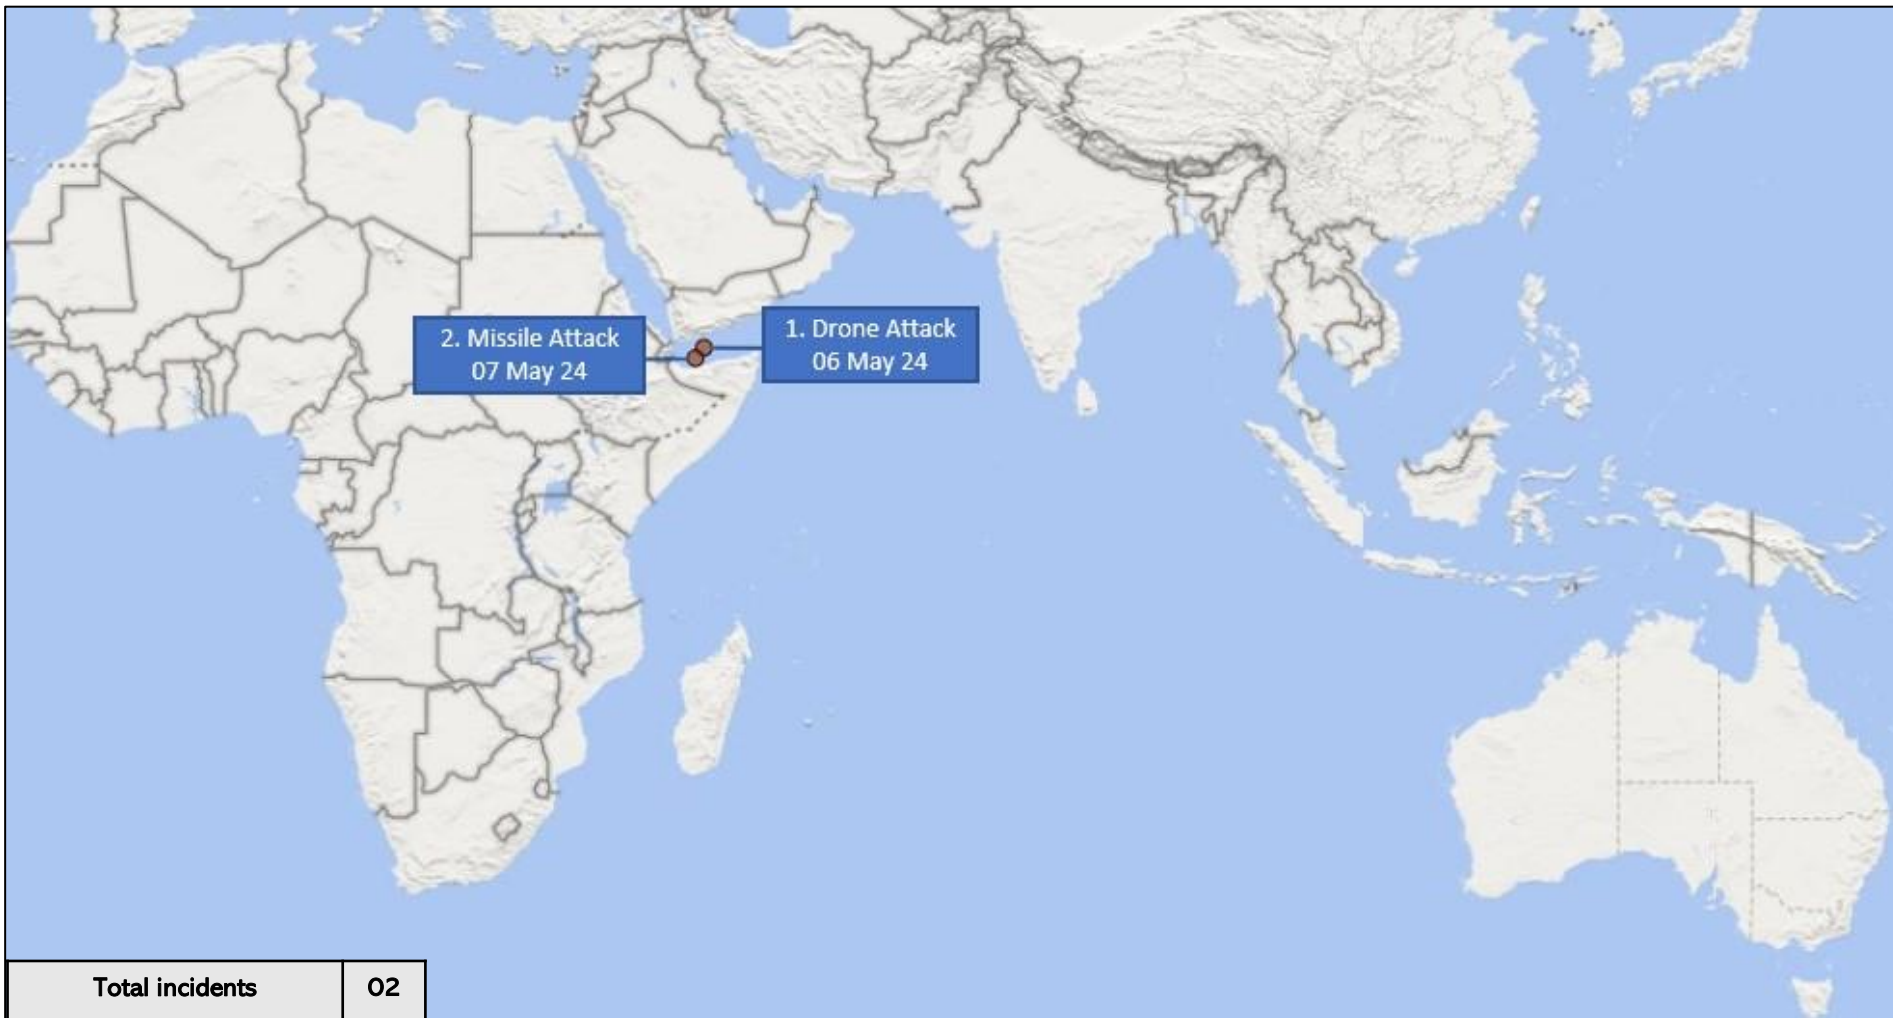 2. Missile Attack
07 May 24
1. Drone Attack
06 May 24
Total incidents 02